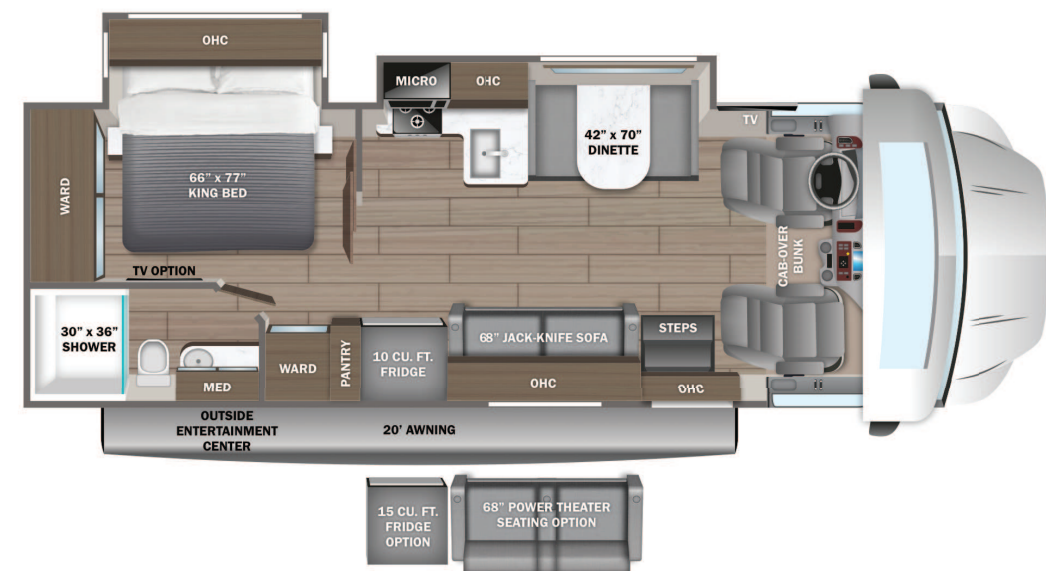 OHC
MICRO
OHC
TV
42" x 70"
DINETTE
WARD
66" x 77"
KING BED
CAB-OVER
BUNK
TV OPTION
30" x 36"
SHOWER
MED
WARD
PANTRY
10 CU. FT.
FRIDGE
68" JACK-KNIFE SOFA
OHC
STEPS
OHC
OUTSIDE
ENTERTAINMENT
CENTER
20' AWNING
15 CU. FT.
FRIDGE
OPTION
68" POWER THEATER
SEATING OPTION